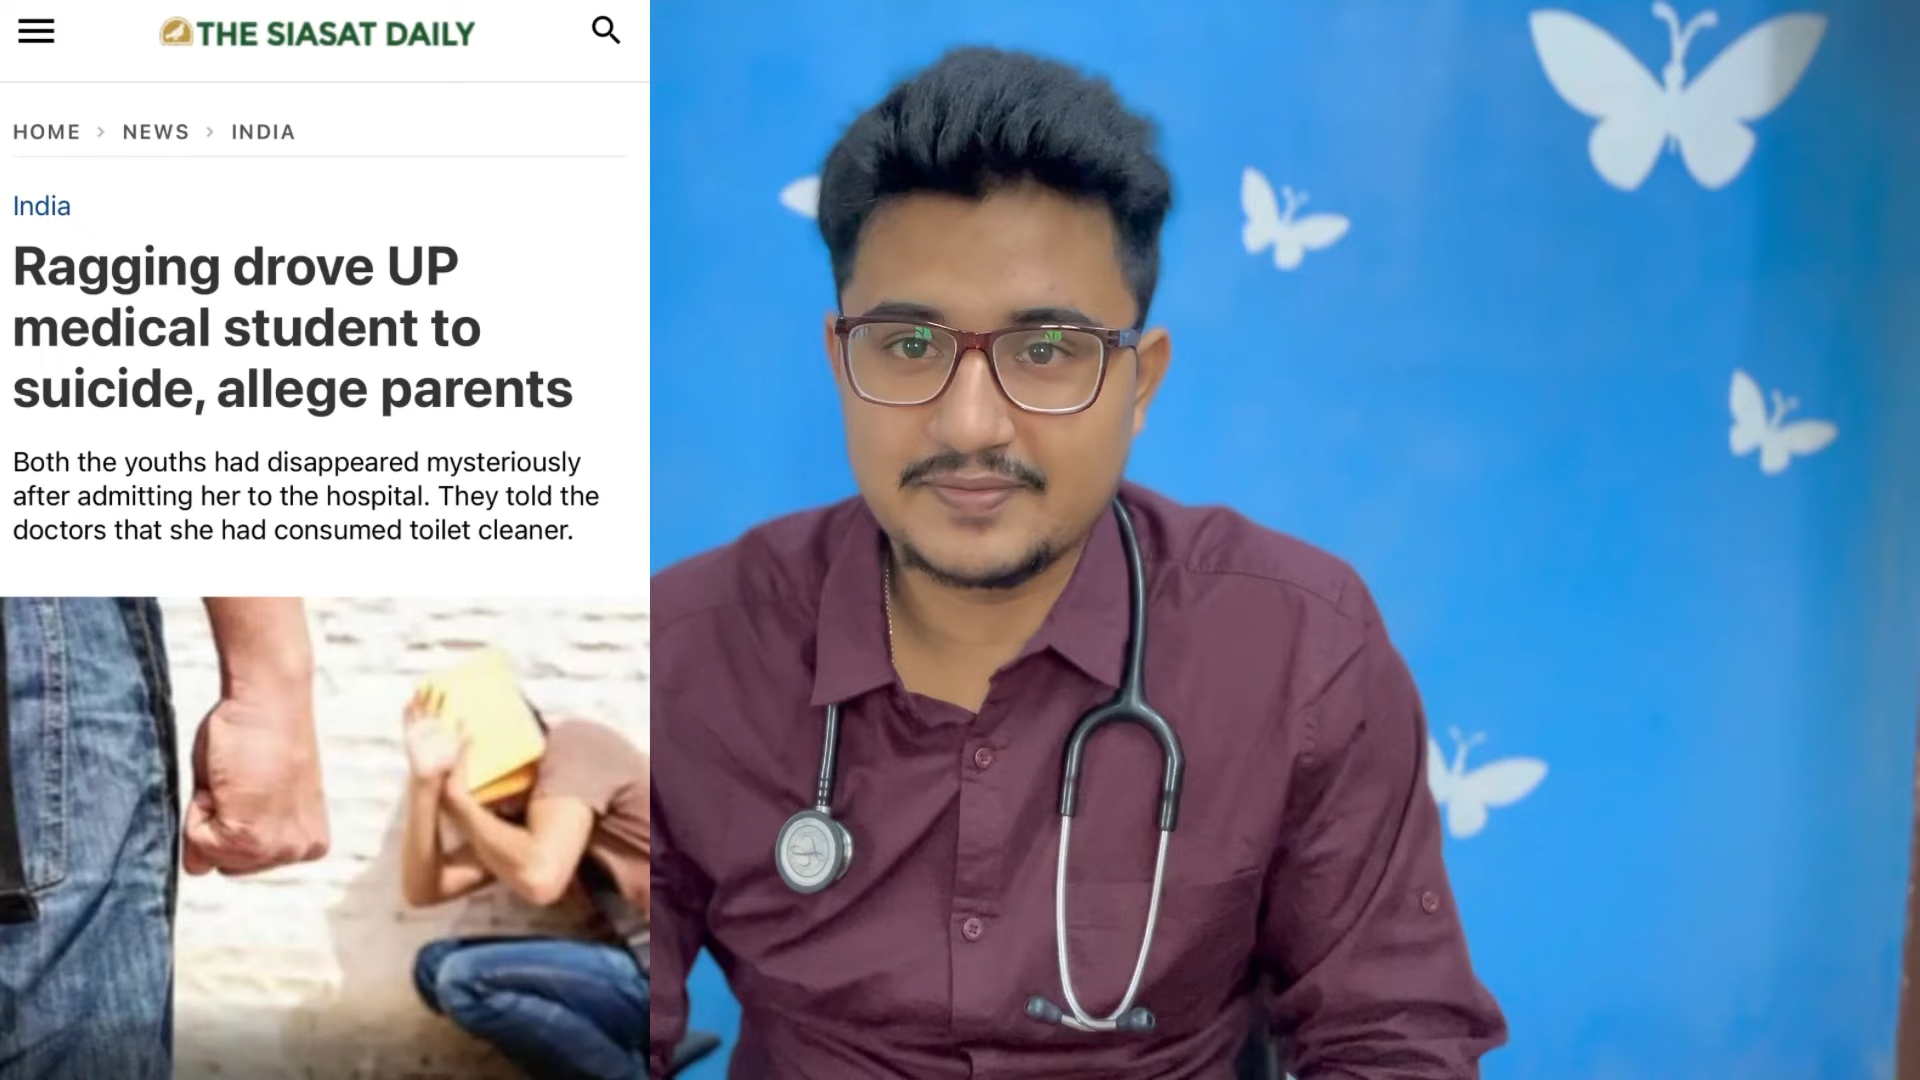 THE SIASAT DAILY
HOME > NEWS > INDIA
India
Ragging drove UP
medical student to
suicide, allege parents
Both the youths had disappeared mysteriously
after admitting her to the hospital. They told the
doctors that she had consumed toilet cleaner.